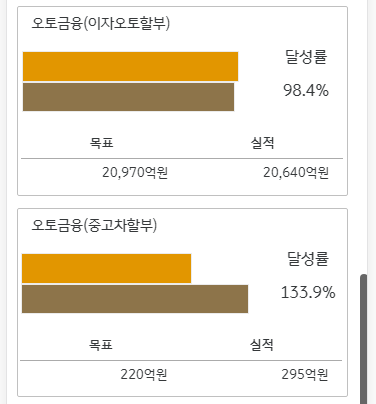 오토금융(이자오토할부)
달성률
98.4%
목표 실적
20,970억원 20,640억원
오토금융(중고차할부)
달성률
133.9%
목표 실적
220억원 295억원